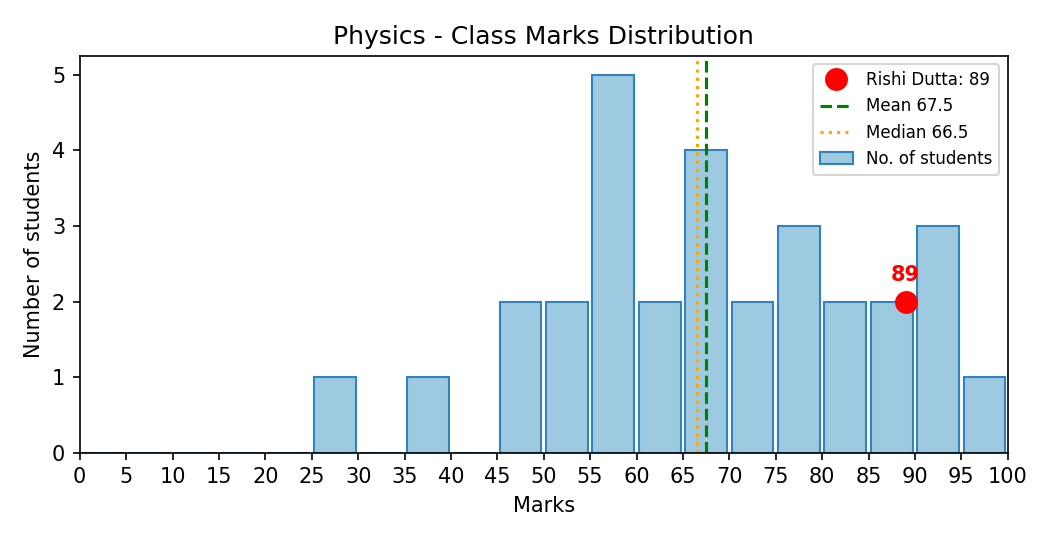 Physics - Class Marks Distribution
Rishi Dutta: 89
Mean 67.5
Median 66.5
No. of students
Number of students
5
4
3
2
1
0
89
0 5 10 15 20 25 30 35 40 45 50 55 60 65 70 75 80 85 90 95 100
Marks